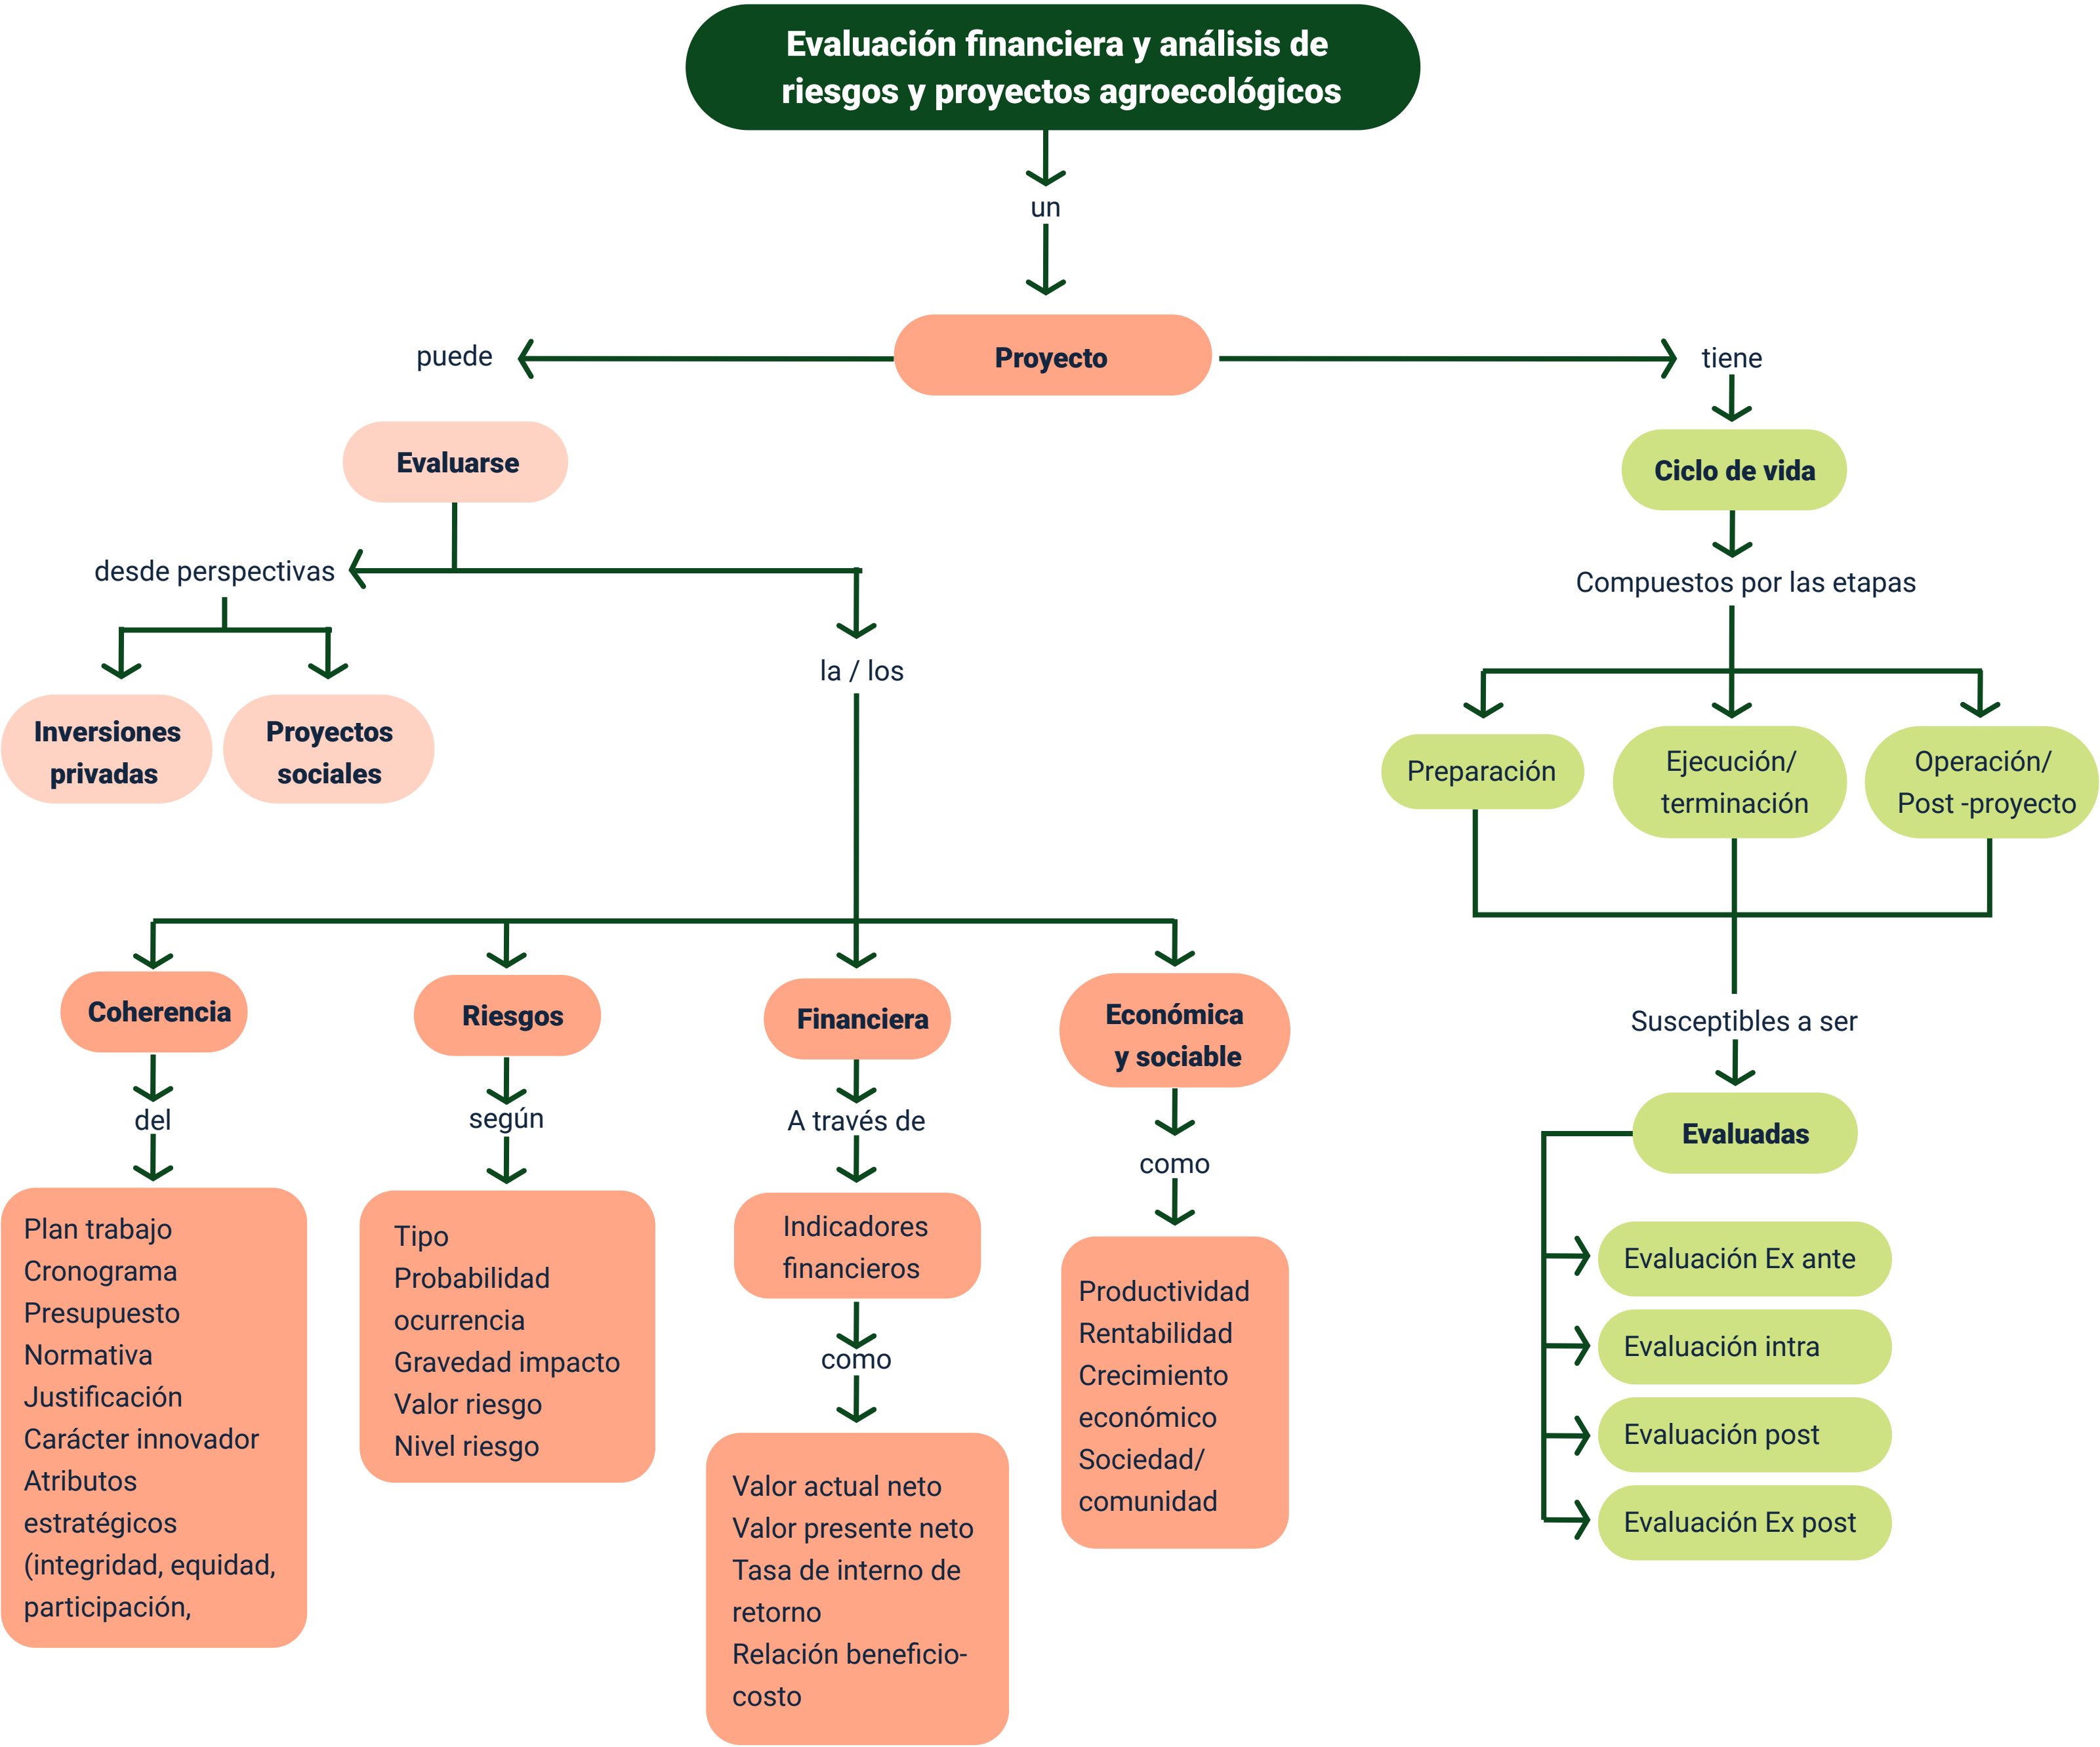 Evaluación financiera y análisis de
riesgos y proyectos agroecológicos
un
Proyecto
puede
tiene
Evaluarse
Ciclo de vida
desde perspectivas
Compuestos por las etapas
la / los
Inversiones
privadas
Proyectos
sociales
Preparación
Ejecución/
terminación
Operación/
Post -proyecto
Coherencia
del
Plan trabajo
Cronograma
Presupuesto
Normativa
Justificación
Carácter innovador
Atributos
estratégicos
(integridad, equidad,
participación,
Riesgos
según
Tipo
Probabilidad
ocurrencia
Gravedad impacto
Valor riesgo
Nivel riesgo
Financiera
A través de
Indicadores
financieros
como
Valor actual neto
Valor presente neto
Tasa de interno de
retorno
Relación beneficio-
costo
Económica
y sociable
como
Productividad
Rentabilidad
Crecimiento
económico
Sociedad/
comunidad
Susceptibles a ser
Evaluadas
Evaluación Ex ante
Evaluación intra
Evaluación post
Evaluación Ex post